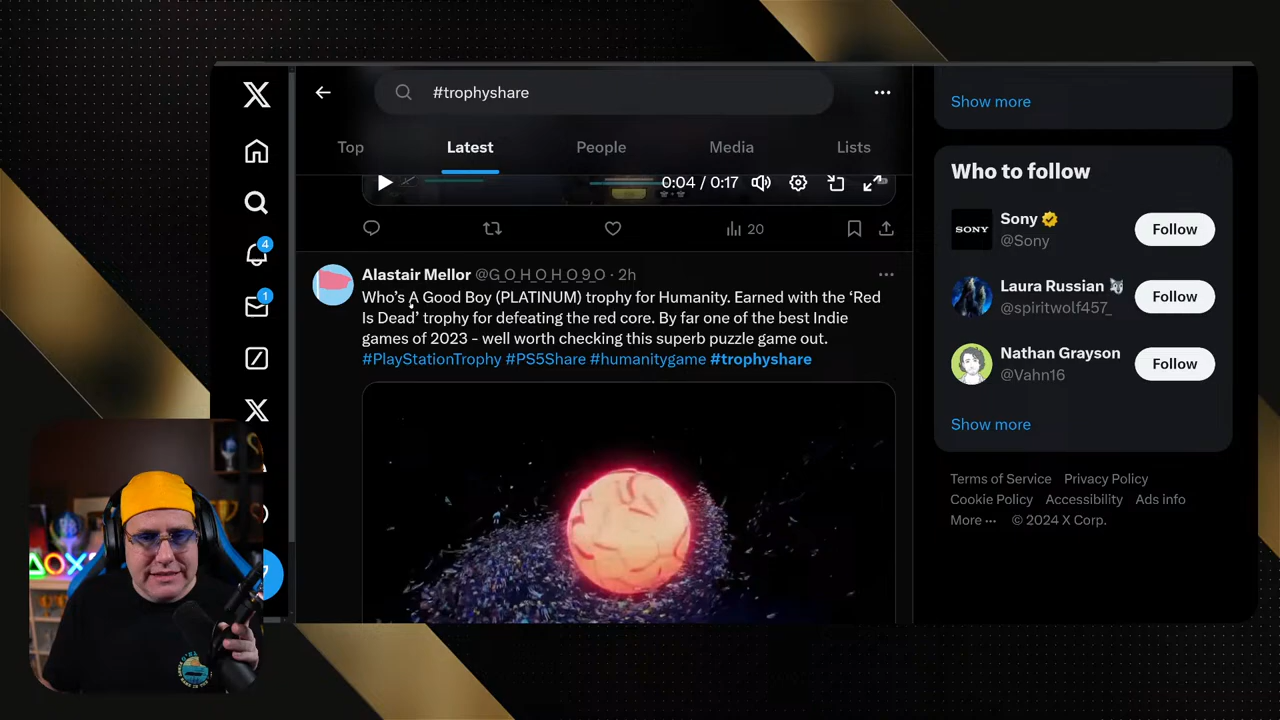 #trophyshare
Top
Latest
People
Media
Lists
0:04 / 0:17
20
Alastair Mellor @G_O_H_O_H_O_9_O · 2h
Who's A Good Boy (PLATINUM) trophy for Humanity. Earned with the 'Red
Is Dead' trophy for defeating the red core. By far one of the best Indie
games of 2023 - well worth checking this superb puzzle game out.
#PlayStationTrophy #PS5Share #humanitygame #trophyshare
4
1
Show more
Who to follow
SONY
Sony
@Sony
Follow
Laura Russian
@spiritwolf457_
Follow
Nathan Grayson
@Vahn16
Follow
Show more
Terms of Service Privacy Policy
Cookie Policy Accessibility Ads info
More ··· © 2024 X Corp.